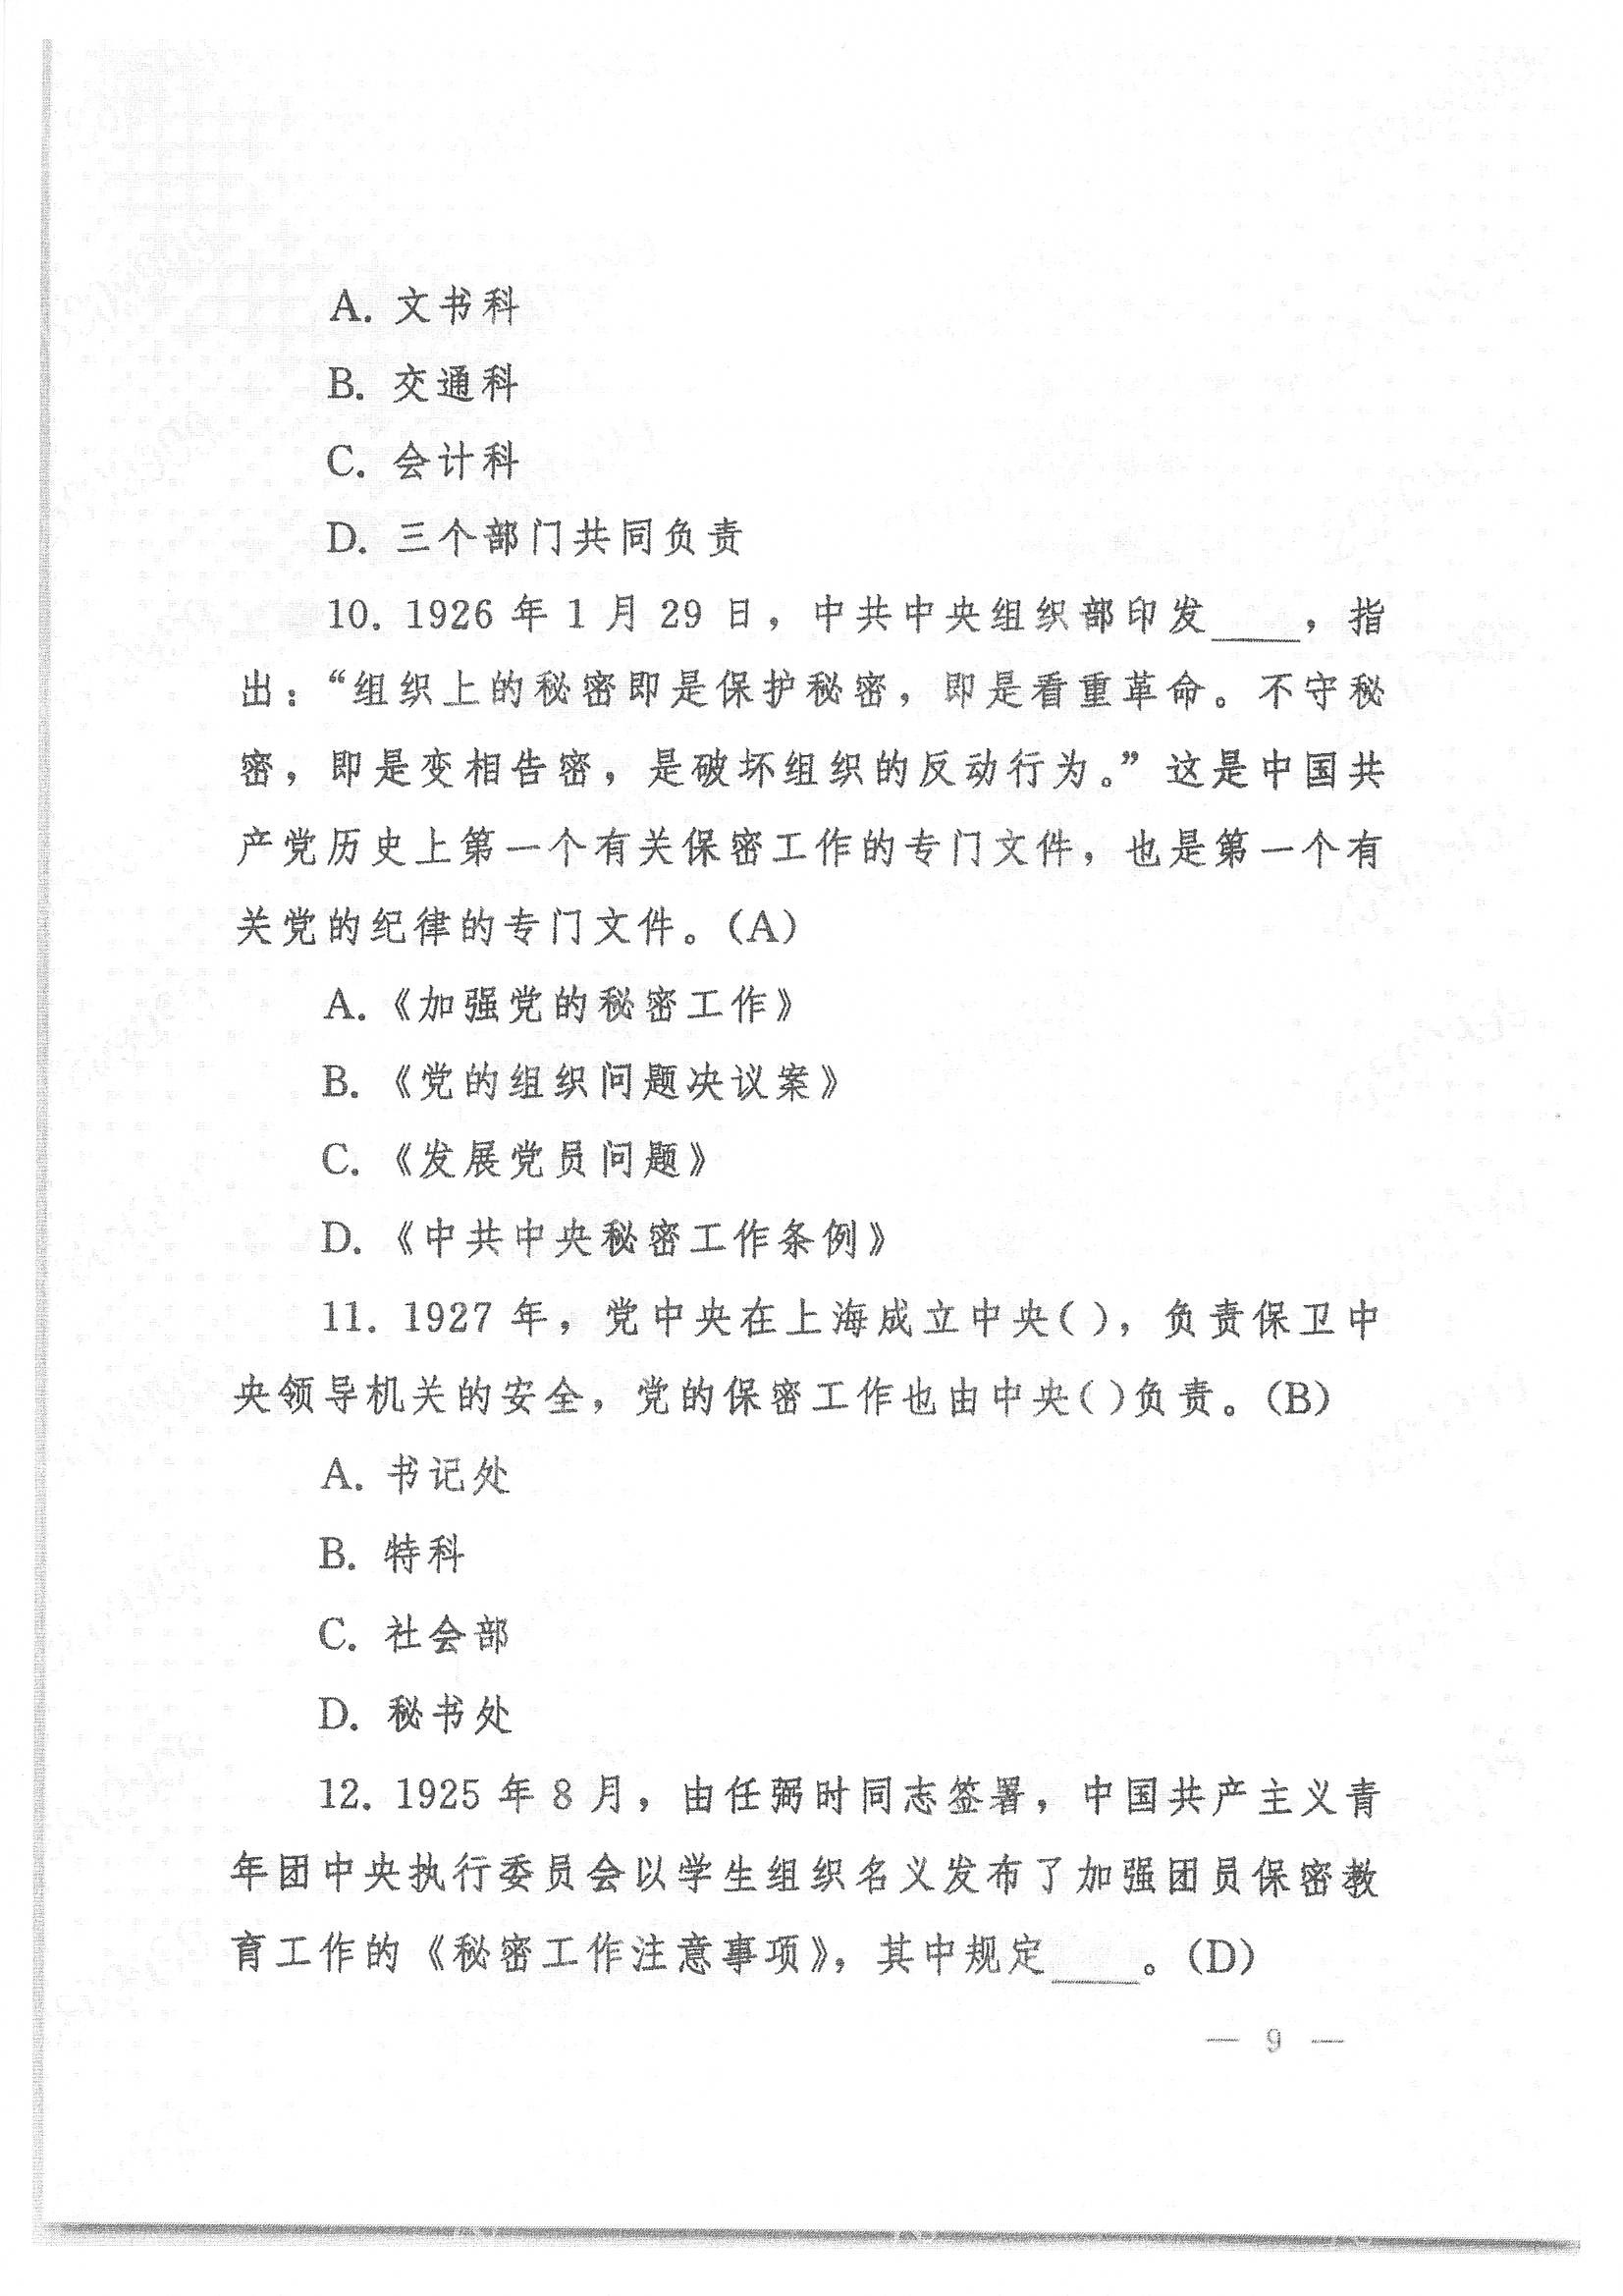 A. 文书科
B. 交通科
C. 会计科
D. 三个部门共同负责
10. 1926 年 1 月 29 日，中共中央组织部印发____，指
出：“组织上的秘密即是保护秘密，即是看重革命。不守秘
密，即是变相告密，是破坏组织的反动行为。”这是中国共
产党历史上第一个有关保密工作的专门文件，也是第一个有
关党的纪律的专门文件。（A）
A.《加强党的秘密工作》
B. 《党的组织问题决议案》
C. 《发展党员问题》
D. 《中共中央秘密工作条例》
11. 1927 年，党中央在上海成立中央( )，负责保卫中
央领导机关的安全，党的保密工作也由中央( )负责。（B）
A. 书记处
B. 特科
C. 社会部
D. 秘书处
12. 1925 年 8 月，由任弼时同志签署，中国共产主义青
年团中央执行委员会以学生组织名义发布了加强团员保密教
育工作的《秘密工作注意事项》，其中规定____。（D）
— 9 —